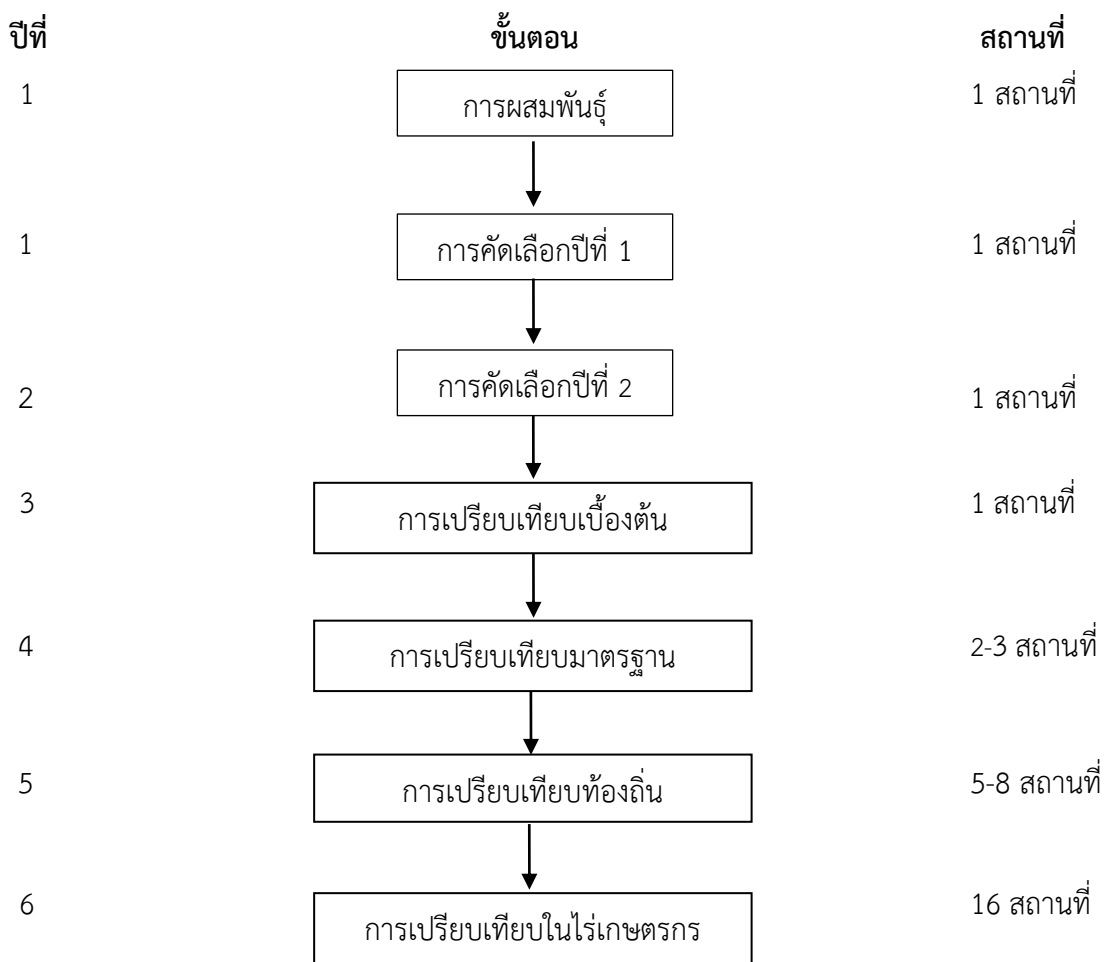 ปีที่ ขั้นตอน สถานที่
1 การผสมพันธุ์ 1 สถานที่
1 การคัดเลือกปีที่ 1 1 สถานที่
2 การคัดเลือกปีที่ 2 1 สถานที่
3 การเปรียบเทียบเบื้องต้น 1 สถานที่
4 การเปรียบเทียบมาตรฐาน 2-3 สถานที่
5 การเปรียบเทียบท้องถิ่น 5-8 สถานที่
6 การเปรียบเทียบในไร่เกษตรกร 16 สถานที่